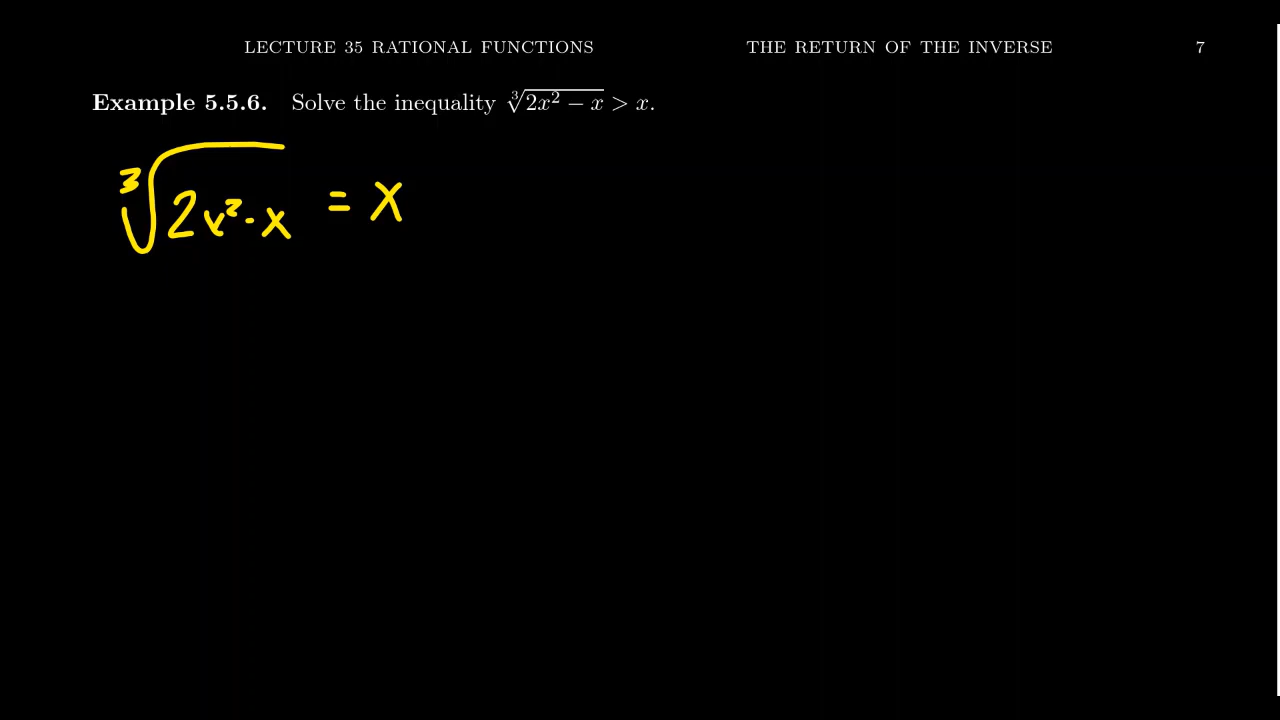 LECTURE 35 RATIONAL FUNCTIONS THE RETURN OF THE INVERSE 7
Example 5.5.6. Solve the inequality ∛(2x² − x) > x.
∛(2x² - x) = x